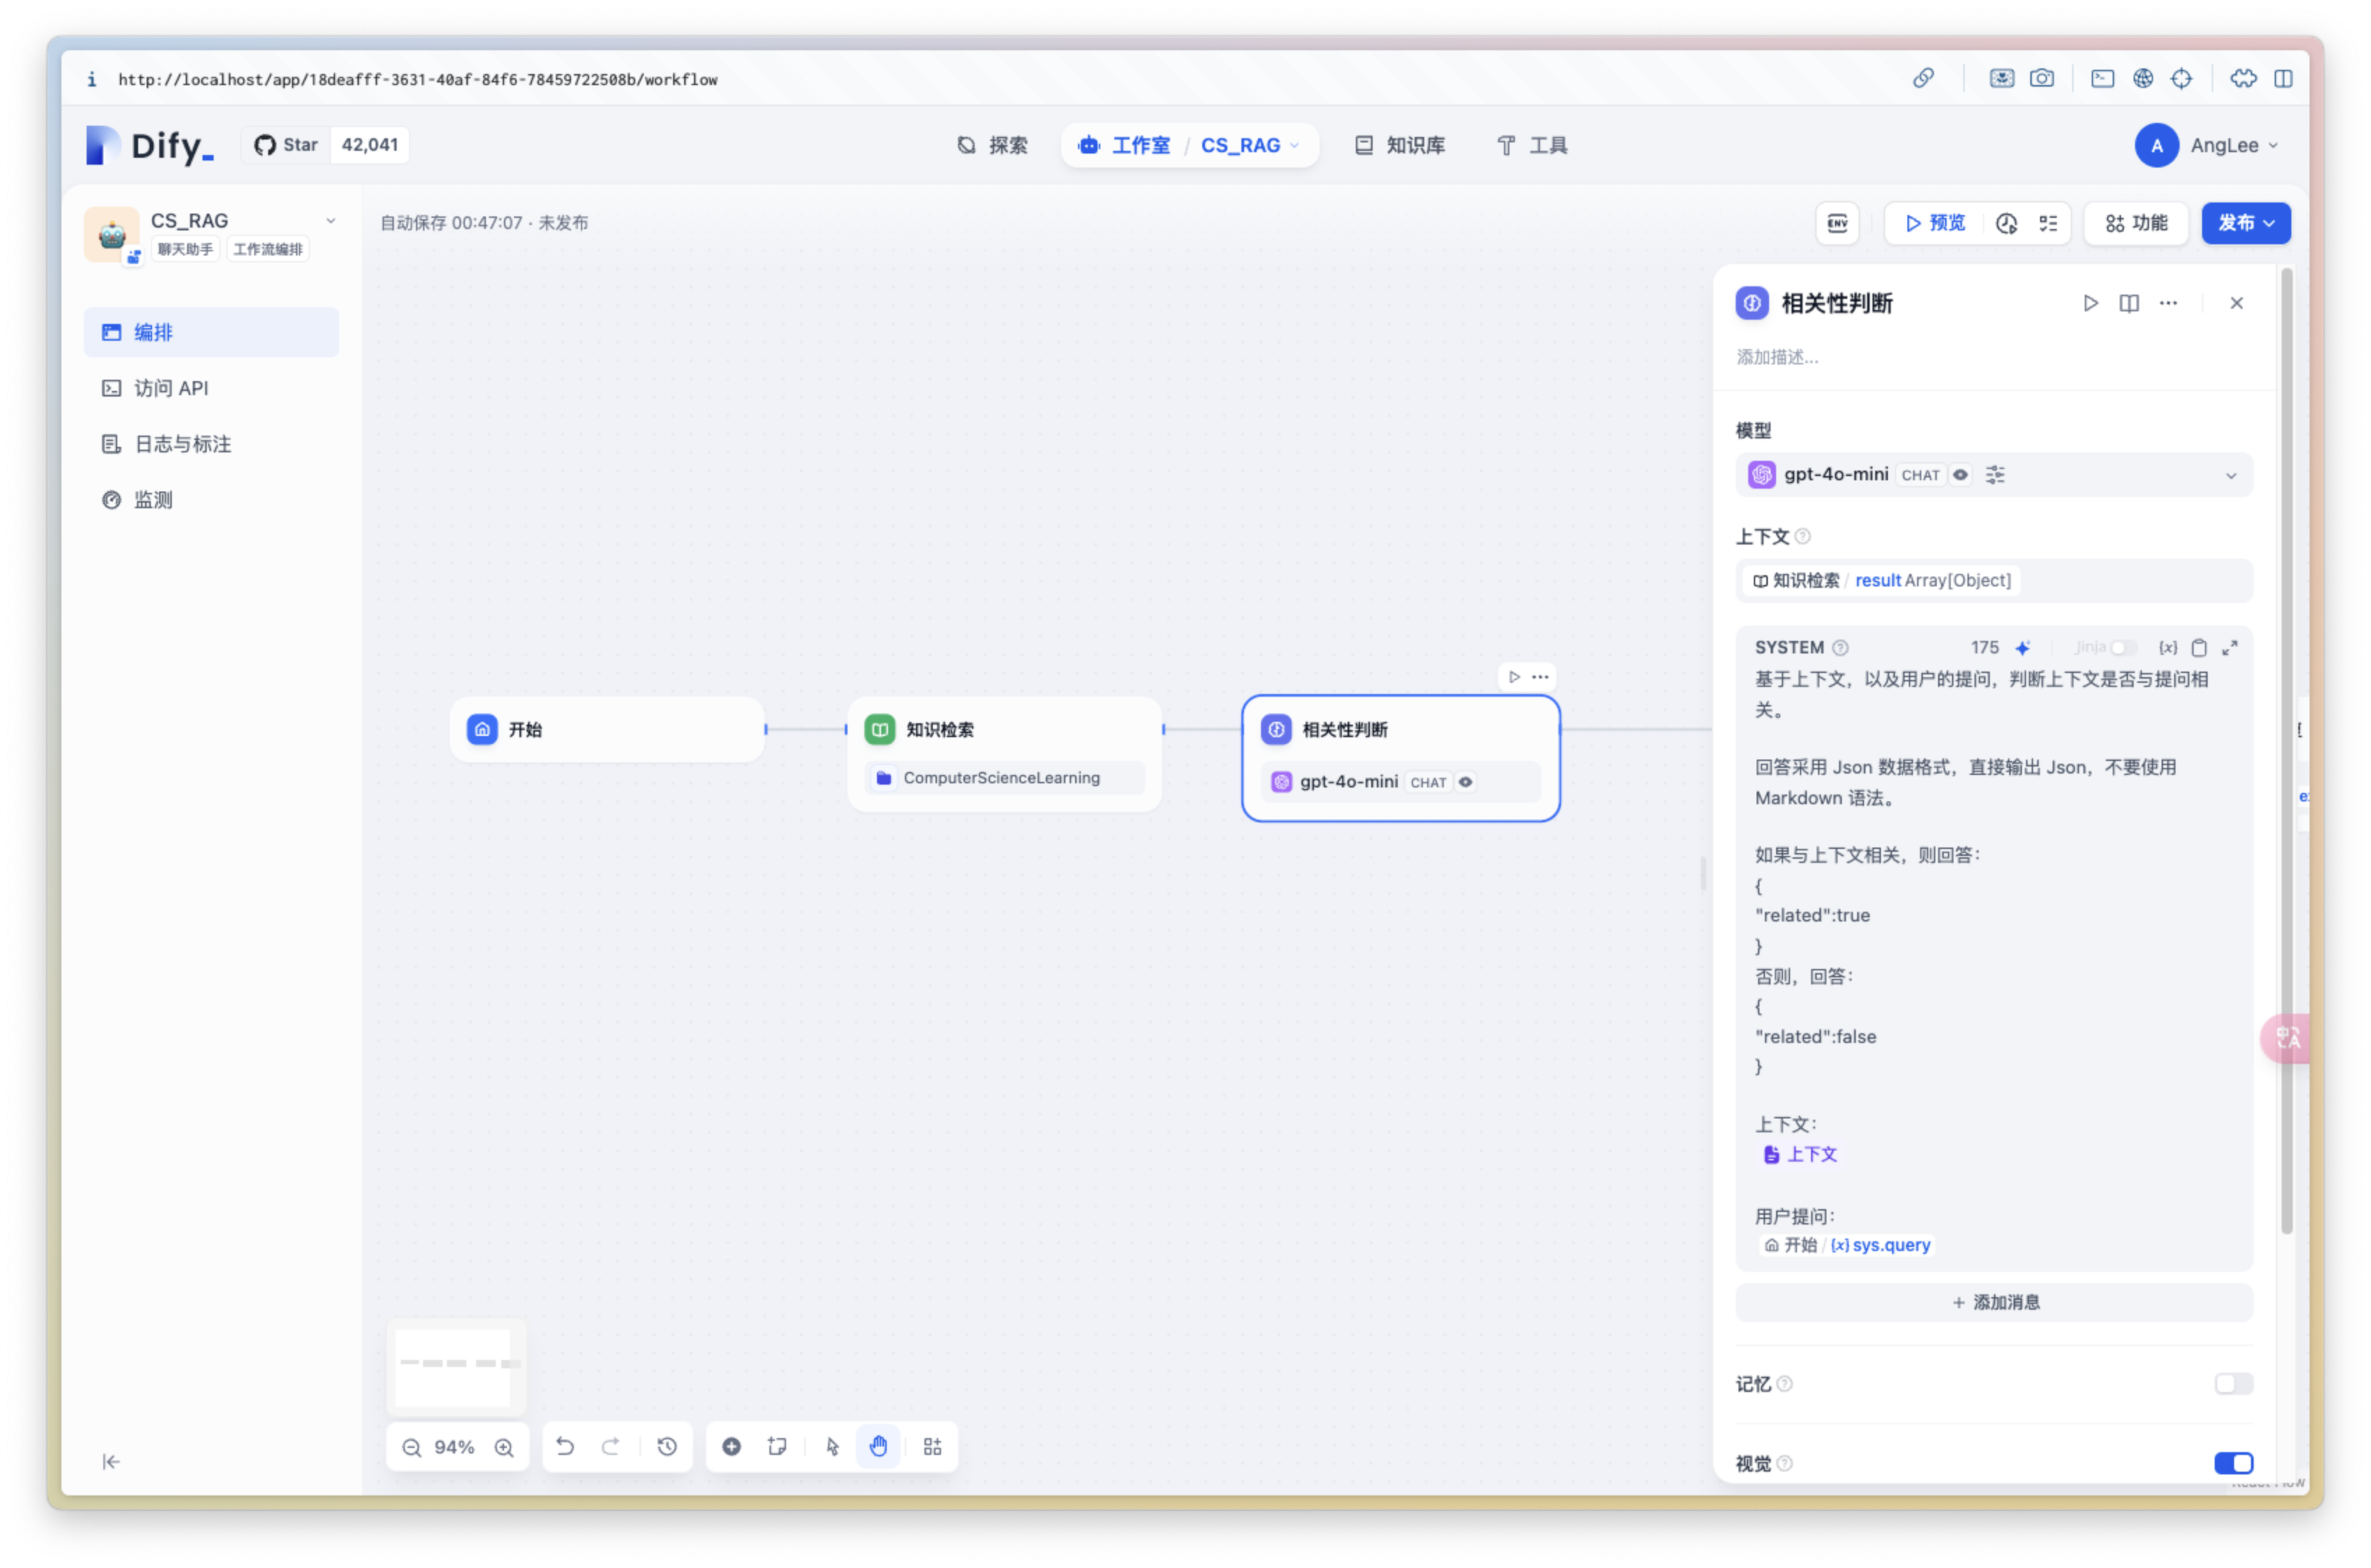 http://localhost/app/18deafff-3631-40af-84f6-78459722508b/workflow
Dify_
Star 42,041
探索
工作室 / CS_RAG
知识库
工具
A AngLee
CS_RAG
聊天助手 工作流编排
编排
访问 API
日志与标注
监测
自动保存 00:47:07 · 未发布
ENV
预览
功能
发布
开始
知识检索
ComputerScienceLearning
相关性判断
gpt-4o-mini CHAT
94%
相关性判断
添加描述...
模型
gpt-4o-mini CHAT
上下文
知识检索 / result Array[Object]
SYSTEM 175 Jinja {x}
基于上下文，以及用户的提问，判断上下文是否与提问相
关。
回答采用 Json 数据格式，直接输出 Json，不要使用
Markdown 语法。
如果与上下文相关，则回答：
{
"related":true
}
否则，回答：
{
"related":false
}
上下文：
上下文
用户提问：
开始 / {x} sys.query
+ 添加消息
记忆
视觉